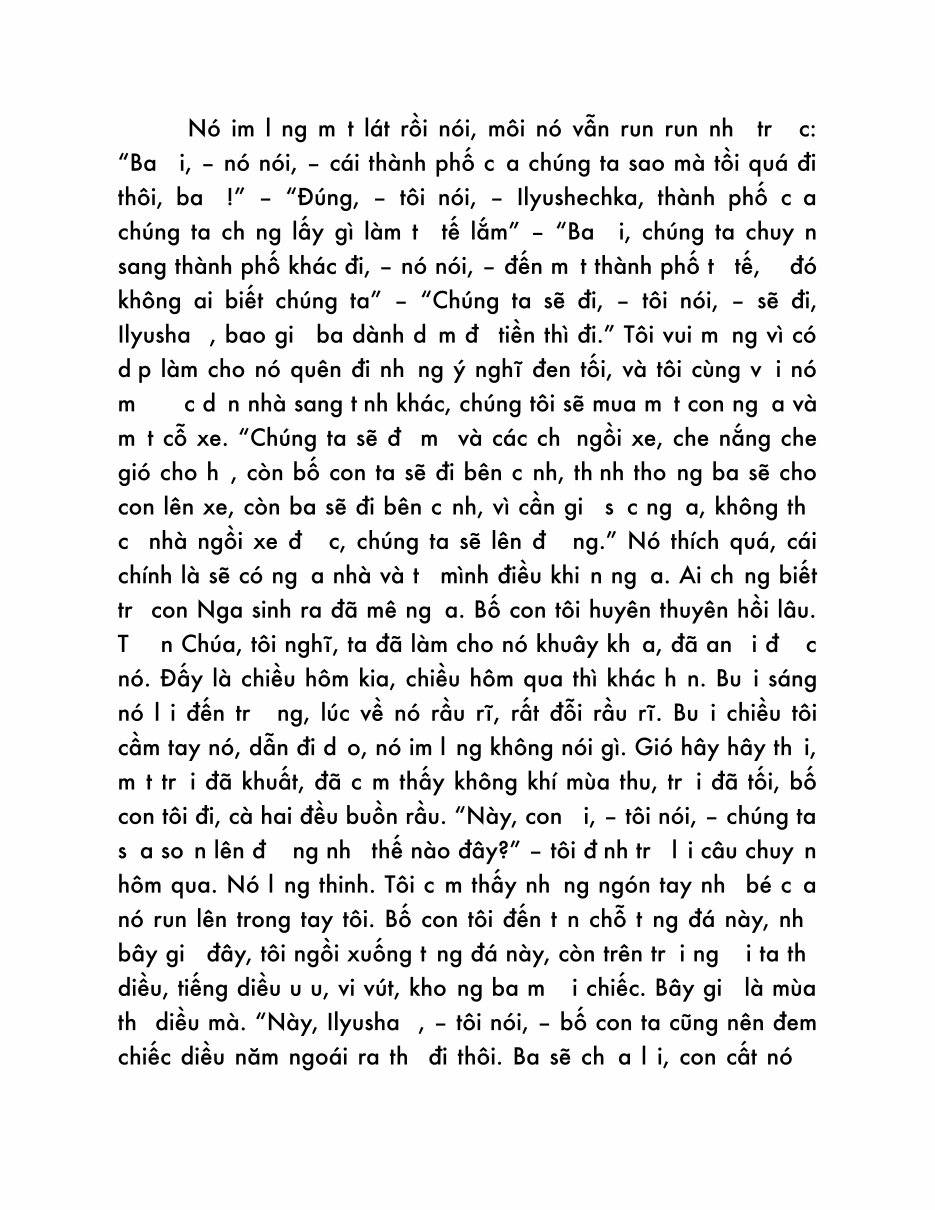 Nó im l ng m t lát rồi nói, môi nó vẫn run run nh tr c:
“Ba i, – nó nói, – cái thành phố c a chúng ta sao mà tồi quá đi
thôi, ba !” – “Đúng, – tôi nói, – Ilyushechka, thành phố c a
chúng ta ch ng lấy gì làm t tế lắm” – “Ba i, chúng ta chuy n
sang thành phố khác đi, – nó nói, – đến m t thành phố t tế, đó
không ai biết chúng ta” – “Chúng ta sẽ đi, – tôi nói, – sẽ đi,
Ilyusha , bao gi ba dành d m đ tiền thì đi.” Tôi vui m ng vì có
d p làm cho nó quên đi nh ng ý nghĩ đen tối, và tôi cùng v i nó
m c d n nhà sang t nh khác, chúng tôi sẽ mua m t con ng a và
m t cỗ xe. “Chúng ta sẽ đ m và các ch ngồi xe, che nắng che
gió cho h , còn bố con ta sẽ đi bên c nh, th nh tho ng ba sẽ cho
con lên xe, còn ba sẽ đi bên c nh, vì cần gi s c ng a, không th
c nhà ngồi xe đ c, chúng ta sẽ lên đ ng.” Nó thích quá, cái
chính là sẽ có ng a nhà và t mình điều khi n ng a. Ai ch ng biết
tr con Nga sinh ra đã mê ng a. Bố con tôi huyên thuyên hồi lâu.
T n Chúa, tôi nghĩ, ta đã làm cho nó khuây kh a, đã an i đ c
nó. Đấy là chiều hôm kia, chiều hôm qua thì khác h n. Bu i sáng
nó l i đến tr ng, lúc về nó rầu rĩ, rất đỗi rầu rĩ. Bu i chiều tôi
cầm tay nó, dẫn đi d o, nó im l ng không nói gì. Gió hây hây th i,
m t tr i đã khuất, đã c m thấy không khí mùa thu, tr i đã tối, bố
con tôi đi, cà hai đều buồn rầu. “Này, con i, – tôi nói, – chúng ta
s a so n lên đ ng nh thế nào đây?” – tôi đ nh tr l i câu chuy n
hôm qua. Nó l ng thinh. Tôi c m thấy nh ng ngón tay nh bé c a
nó run lên trong tay tôi. Bố con tôi đến t n chỗ t ng đá này, nh
bây gi đây, tôi ngồi xuống t ng đá này, còn trên tr i ng i ta th
diều, tiếng diều u u, vi vút, kho ng ba m i chiếc. Bây gi là mùa
th diều mà. “Này, Ilyusha , – tôi nói, – bố con ta cũng nên đem
chiếc diều năm ngoái ra th đi thôi. Ba sẽ ch a l i, con cất nó